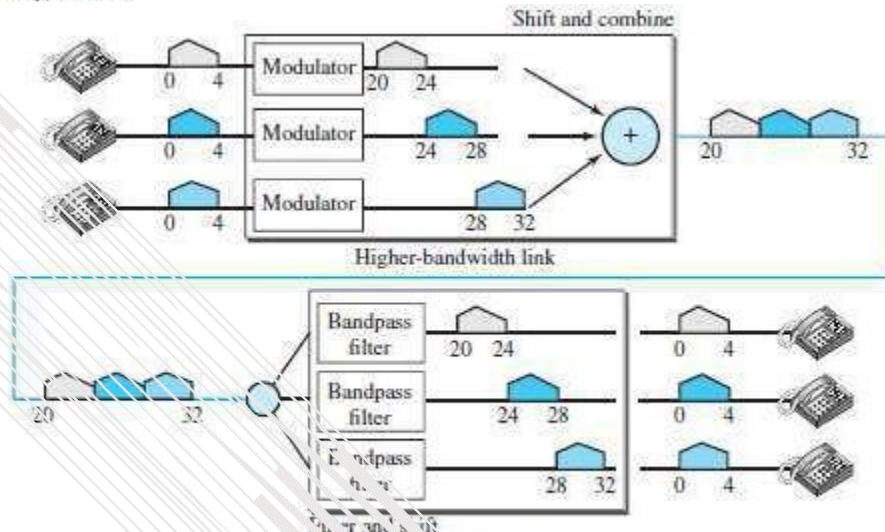 Shift and combine
0 4 Modulator 20 24
0 4 Modulator 24 28
+
20 32
0 4 Modulator 28 32
Higher-bandwidth link
Bandpass
filter
20 24
0 4
Bandpass
filter
24 28
0 4
20 32
28 32
0 4